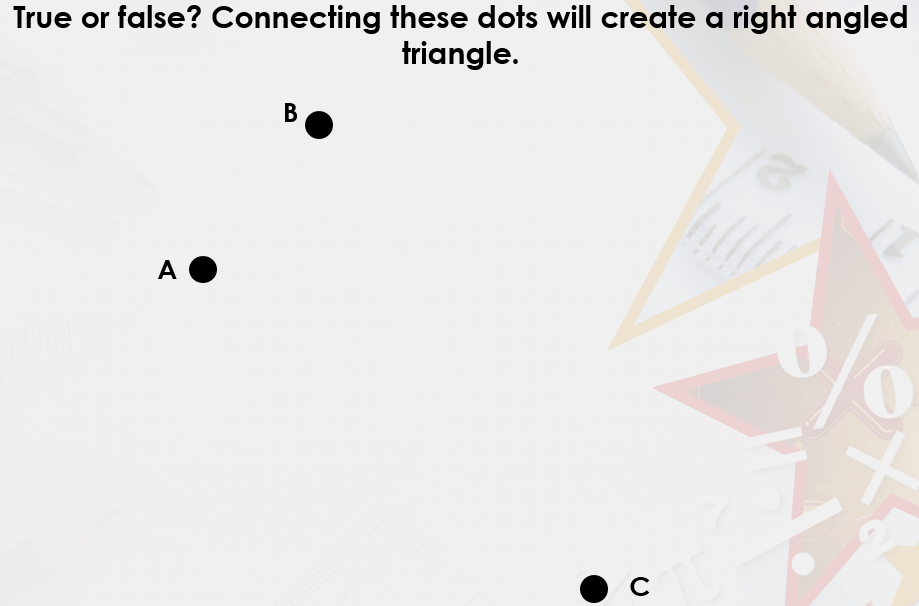 True or false? Connecting these dots will create a right angled
triangle.
B
A
C